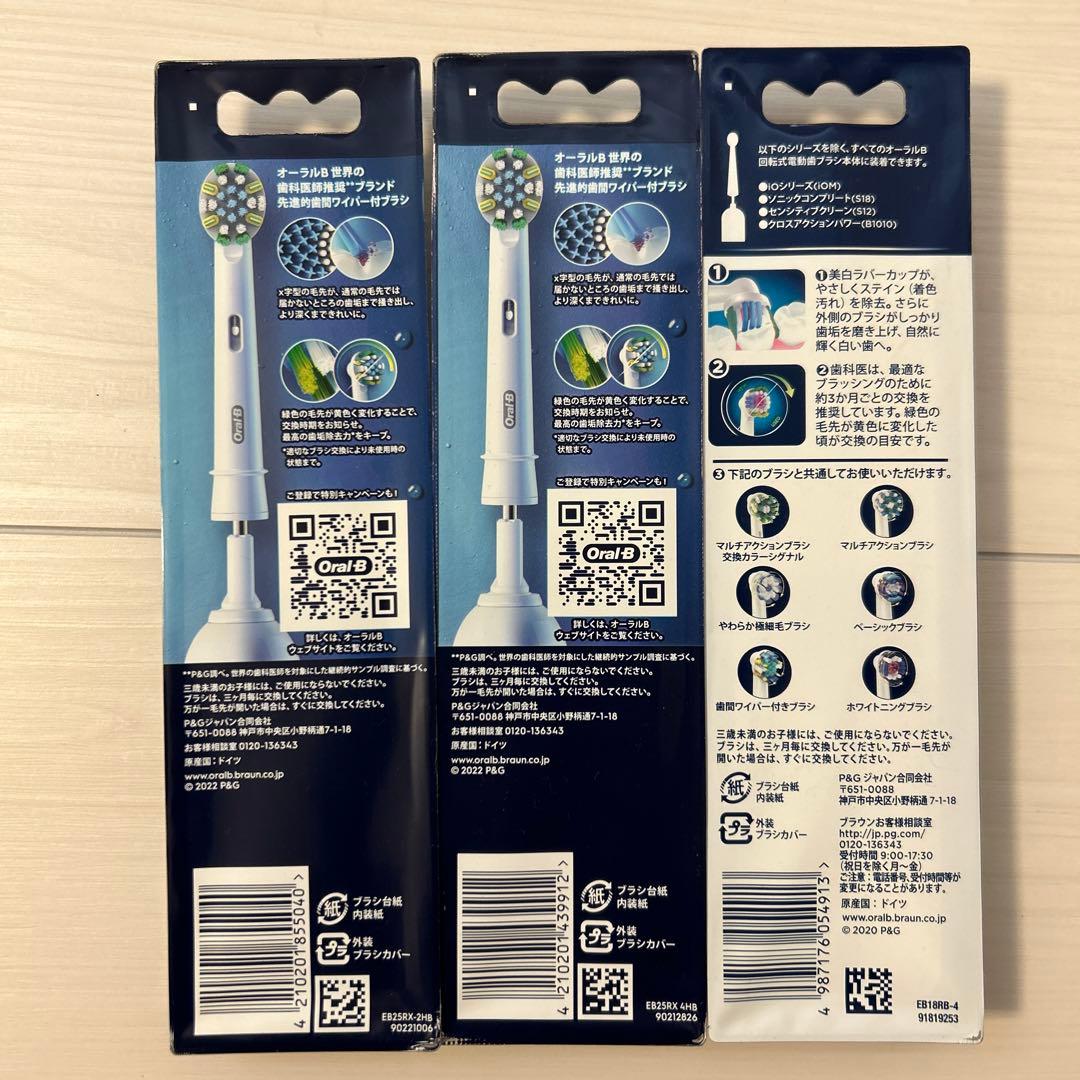 オーラルB 世界の
歯科医師推奨**ブランド
先進的歯間ワイパー付ブラシ
x字型の毛先が、通常の毛先では
届かないところの歯垢まで掻き出し、
より深くまできれいに。
緑色の毛先が黄色く変化することで、
交換時期をお知らせ。
最高の歯垢除去力*をキープ。
*適切なブラシ交換により未使用時の
状態まで。
Oral-B
ご登録で特別キャンペーンも!
Oral-B
詳しくは、オーラルB
ウェブサイトをご覧ください。
**P&G調べ。世界の歯科医師を対象にした継続的サンプル調査に基づく。
三歳未満のお子様には、ご使用にならないでください。
ブラシは、三ヶ月毎に交換してください。
万が一毛先が開いた場合は、すぐに交換してください。
P&Gジャパン合同会社
〒651-0088 神戸市中央区小野柄通7-1-18
お客様相談室 0120-136343
原産国:ドイツ
www.oralb.braun.co.jp
© 2022 P&G
4 210201 855040 >
紙
ブラシ台紙
内装紙
プラ
外装
ブラシカバー
EB25RX-2HB
90221006
オーラルB 世界の
歯科医師推奨**ブランド
先進的歯間ワイパー付ブラシ
x字型の毛先が、通常の毛先では
届かないところの歯垢まで掻き出し、
より深くまできれいに。
緑色の毛先が黄色く変化することで、
交換時期をお知らせ。
最高の歯垢除去力*をキープ。
*適切なブラシ交換により未使用時の
状態まで。
Oral-B
ご登録で特別キャンペーンも!
Oral-B
詳しくは、オーラルB
ウェブサイトをご覧ください。
**P&G調べ。世界の歯科医師を対象にした継続的サンプル調査に基づく。
三歳未満のお子様には、ご使用にならないでください。
ブラシは、三ヶ月毎に交換してください。
万が一毛先が開いた場合は、すぐに交換してください。
P&Gジャパン合同会社
〒651-0088 神戸市中央区小野柄通7-1-18
お客様相談室 0120-136343
原産国:ドイツ
www.oralb.braun.co.jp
© 2022 P&G
4 210201 439912 >
紙
ブラシ台紙
内装紙
プラ
外装
ブラシカバー
EB25RX 4HB
90212826
以下のシリーズを除く、すべてのオーラルB
回転式電動歯ブラシ本体に装着できます。
●iOシリーズ(iOM)
●ソニックコンプリート(S18)
●センシティブクリーン(S12)
●クロスアクションパワー(B1010)
1
❶美白ラバーカップが、
やさしくステイン(着色
汚れ)を除去。さらに
外側のブラシがしっかり
歯垢を磨き上げ、自然に
輝く白い歯へ。
2
❷歯科医は、最適な
ブラッシングのために
約3か月ごとの交換を
推奨しています。緑色の
毛先が黄色に変化した
頃が交換の目安です。
❸下記のブラシと共通してお使いいただけます。
マルチアクションブラシ
交換カラーシグナル
マルチアクションブラシ
やわらか極細毛ブラシ
ベーシックブラシ
歯間ワイパー付きブラシ
ホワイトニングブラシ
三歳未満のお子様には、ご使用にならないでください。
ブラシは、三ヶ月毎に交換してください。万が一毛先が
開いた場合は、すぐに交換してください。
紙
ブラシ台紙
内装紙
プラ
外装
ブラシカバー
P&G ジャパン合同会社
〒651-0088
神戸市中央区小野柄通 7-1-18
ブラウンお客様相談室
http://jp.pg.com/
0120-136343
受付時間 9:00-17:30
(祝日を除く月〜金)
ご注意:電話番号、受付時間等が
変更になることがあります。
原産国:ドイツ
www.oralb.braun.co.jp
© 2020 P&G
4 987176 054913 >
EB18RB-4
91819253